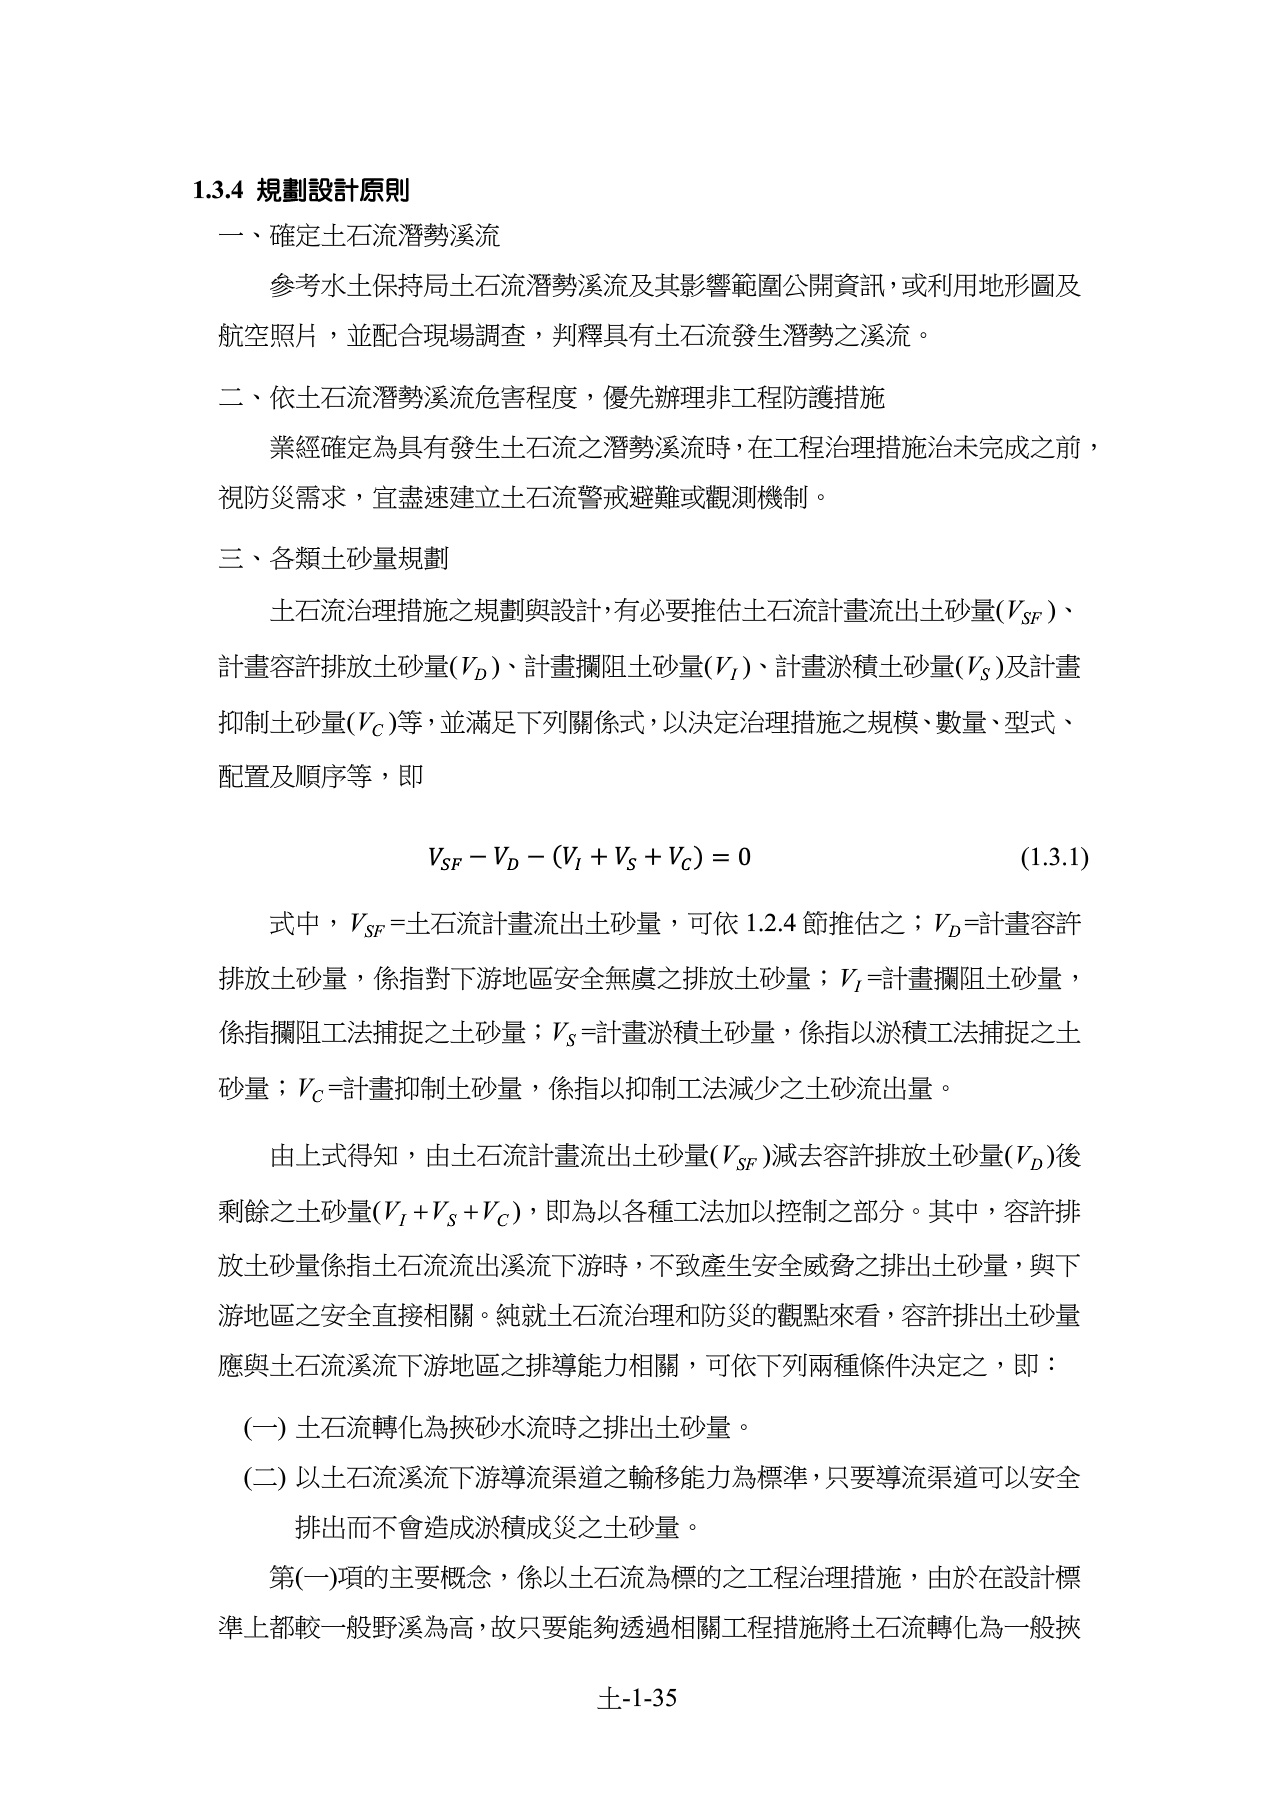 1.3.4 規劃設計原則
一、確定土石流潛勢溪流
參考水土保持局土石流潛勢溪流及其影響範圍公開資訊，或利用地形圖及
航空照片，並配合現場調查，判釋具有土石流發生潛勢之溪流。
二、依土石流潛勢溪流危害程度，優先辦理非工程防護措施
業經確定為具有發生土石流之潛勢溪流時，在工程治理措施治未完成之前，
視防災需求，宜盡速建立土石流警戒避難或觀測機制。
三、各類土砂量規劃
土石流治理措施之規劃與設計，有必要推估土石流計畫流出土砂量(V_SF)、
計畫容許排放土砂量(V_D)、計畫攔阻土砂量(V_I)、計畫淤積土砂量(V_S)及計畫
抑制土砂量(V_C)等，並滿足下列關係式，以決定治理措施之規模、數量、型式、
配置及順序等，即
V_SF − V_D − (V_I + V_S + V_C) = 0 (1.3.1)
式中，V_SF=土石流計畫流出土砂量，可依 1.2.4 節推估之；V_D=計畫容許
排放土砂量，係指對下游地區安全無虞之排放土砂量；V_I=計畫攔阻土砂量，
係指攔阻工法捕捉之土砂量；V_S=計畫淤積土砂量，係指以淤積工法捕捉之土
砂量；V_C=計畫抑制土砂量，係指以抑制工法減少之土砂流出量。
由上式得知，由土石流計畫流出土砂量(V_SF)減去容許排放土砂量(V_D)後
剩餘之土砂量(V_I+V_S+V_C)，即為以各種工法加以控制之部分。其中，容許排
放土砂量係指土石流流出溪流下游時，不致產生安全威脅之排出土砂量，與下
游地區之安全直接相關。純就土石流治理和防災的觀點來看，容許排出土砂量
應與土石流溪流下游地區之排導能力相關，可依下列兩種條件決定之，即：
(一) 土石流轉化為挾砂水流時之排出土砂量。
(二) 以土石流溪流下游導流渠道之輸移能力為標準，只要導流渠道可以安全
排出而不會造成淤積成災之土砂量。
第(一)項的主要概念，係以土石流為標的之工程治理措施，由於在設計標
準上都較一般野溪為高，故只要能夠透過相關工程措施將土石流轉化為一般挾
土-1-35